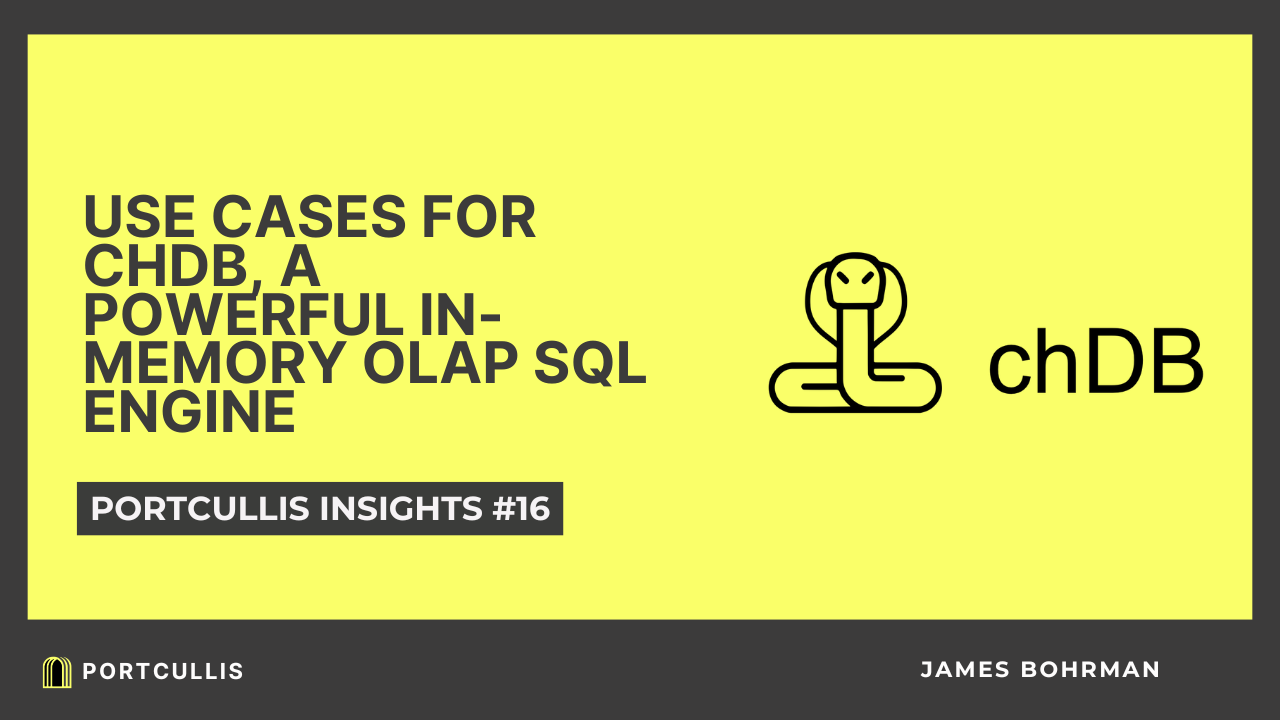 USE CASES FOR
CHDB, A
POWERFUL IN-
MEMORY OLAP SQL
ENGINE
chDB
PORTCULLIS INSIGHTS #16
PORTCULLIS
JAMES BOHRMAN